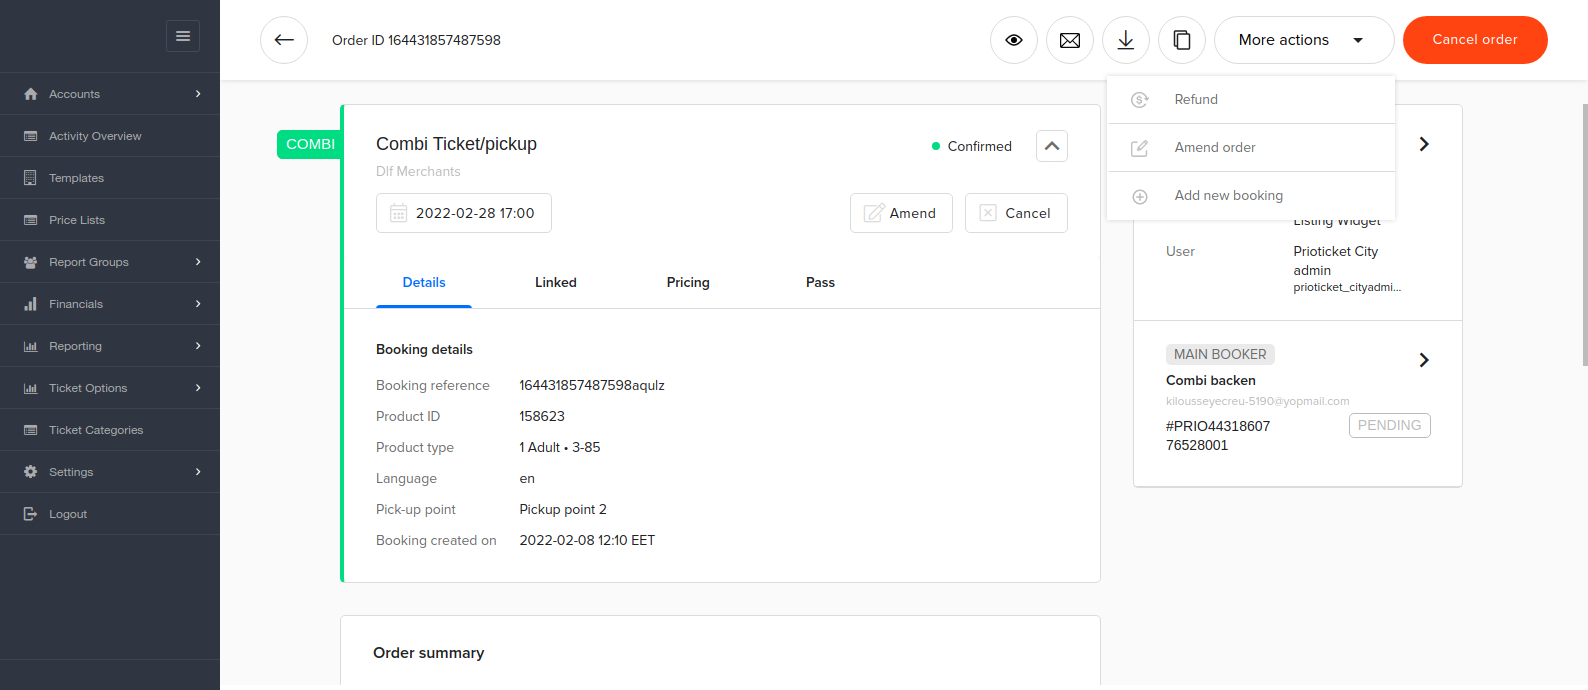 Order ID 164431857487598
More actions
Cancel order
Accounts
Activity Overview
Templates
Price Lists
Report Groups
Financials
Reporting
Ticket Options
Ticket Categories
Settings
Logout
Refund
Amend order
Add new booking
COMBI
Combi Ticket/pickup
Confirmed
Dlf Merchants
2022-02-28 17:00
Amend
Cancel
Details
Linked
Pricing
Pass
Booking details
Booking reference 164431857487598aqulz
Product ID 158623
Product type 1 Adult • 3-85
Language en
Pick-up point Pickup point 2
Booking created on 2022-02-08 12:10 EET
Order summary
Listing Widget
User Prioticket City
admin
prioticket_cityadmi...
MAIN BOOKER
Combi backen
kilousseyecreu-5190@yopmail.com
#PRIO44318607
76528001
PENDING